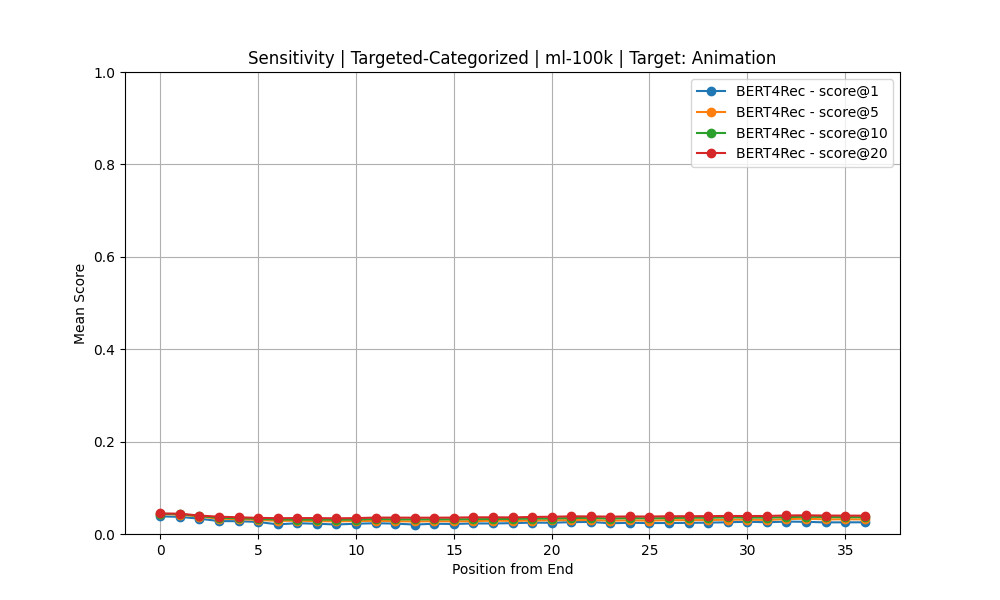 Sensitivity | Targeted-Categorized | ml-100k | Target: Animation
BERT4Rec - score@1
BERT4Rec - score@5
BERT4Rec - score@10
BERT4Rec - score@20
Mean Score
1.0
0.8
0.6
0.4
0.2
0.0
0 5 10 15 20 25 30 35
Position from End